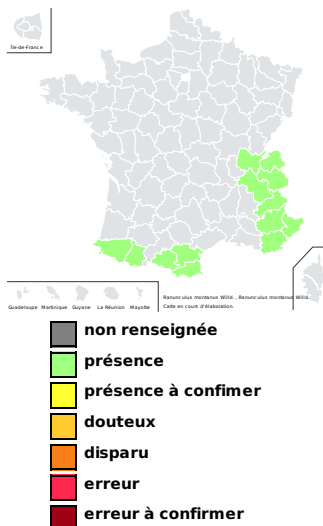 Île-de-France
Guadeloupe Martinique Guyane La Réunion Mayotte
Ranunculus montanus Willd. , Ranunculus montanus Willd.
Carte en cours d'élaboration.
non renseignée
présence
présence à confimer
douteux
disparu
erreur
erreur à confirmer